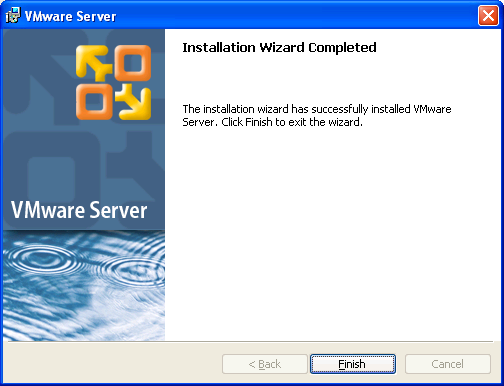 VMware Server
Installation Wizard Completed
The installation wizard has successfully installed VMware
Server. Click Finish to exit the wizard.
VMware Server
< Back
Finish
Cancel